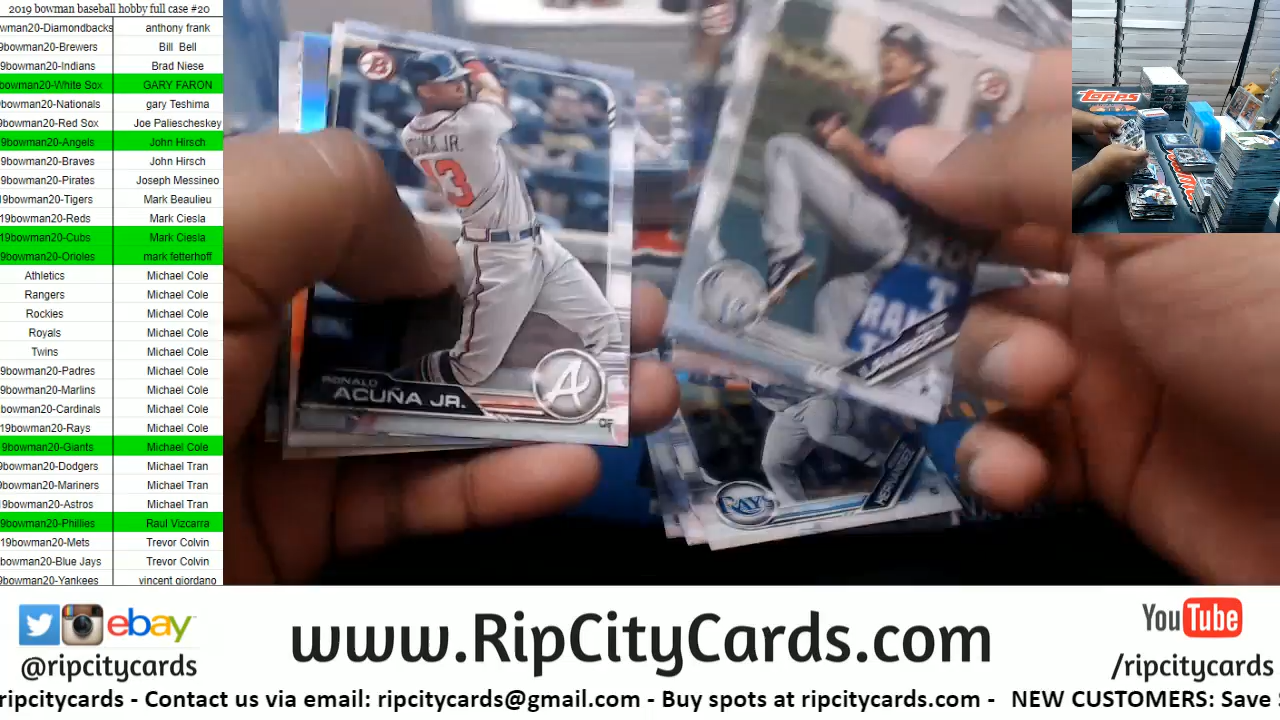 2019 bowman baseball hobby full case #20
wman20-Diamondbacks anthony frank
9bowman20-Brewers Bill Bell
9bowman20-Indians Brad Niese
bowman20-White Sox GARY FARON
bowman20-Nationals gary Teshima
9bowman20-Red Sox Joe Paliescheskey
19bowman20-Angels John Hirsch
19bowman20-Braves John Hirsch
9bowman20-Pirates Joseph Messineo
19bowman20-Tigers Mark Beaulieu
19bowman20-Reds Mark Ciesla
19bowman20-Cubs Mark Ciesla
9bowman20-Orioles mark fetterhoff
Athletics Michael Cole
Rangers Michael Cole
Rockies Michael Cole
Royals Michael Cole
Twins Michael Cole
9bowman20-Padres Michael Cole
9bowman20-Marlins Michael Cole
bowman20-Cardinals Michael Cole
19bowman20-Rays Michael Cole
9bowman20-Giants Michael Cole
9bowman20-Dodgers Michael Tran
9bowman20-Mariners Michael Tran
19bowman20-Astros Michael Tran
9bowman20-Phillies Raul Vizcarra
19bowman20-Mets Trevor Colvin
bowman20-Blue Jays Trevor Colvin
9bowman20-Yankees vincent giordano
ACUÑA JR.
13
RONALD
ACUÑA JR.
A
OF
RAYS
TOPPS
ebay
@ripcitycards
www.RipCityCards.com
YouTube
/ripcitycards
ripcitycards - Contact us via email: ripcitycards@gmail.com - Buy spots at ripcitycards.com - NEW CUSTOMERS: Save